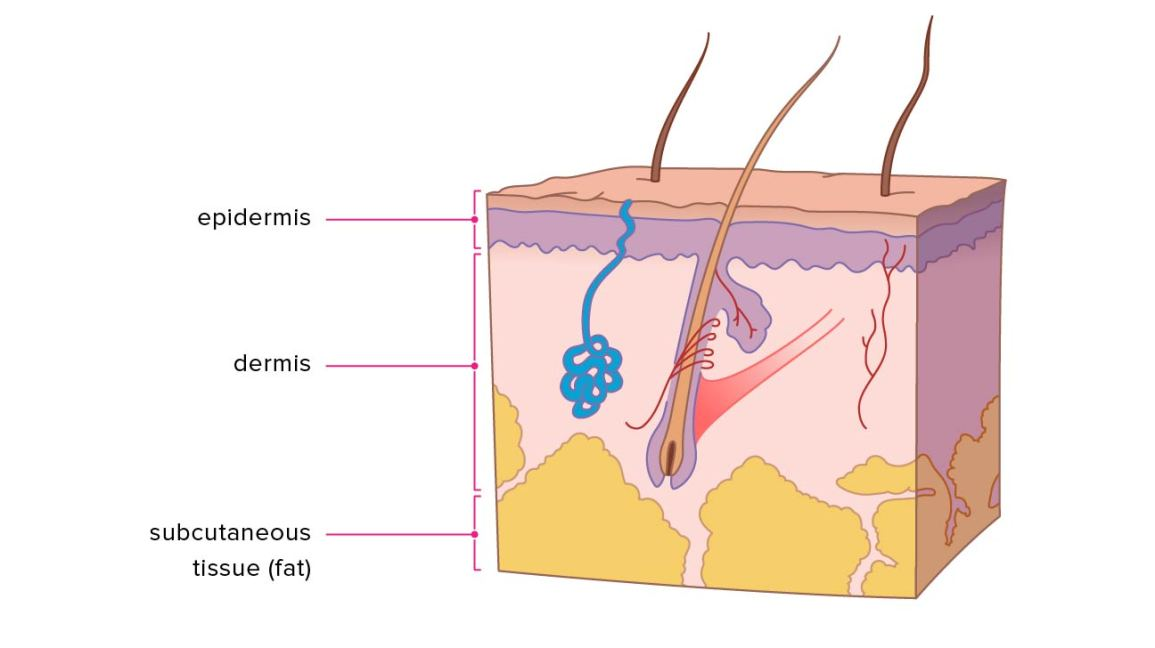 epidermis
dermis
subcutaneous
tissue (fat)